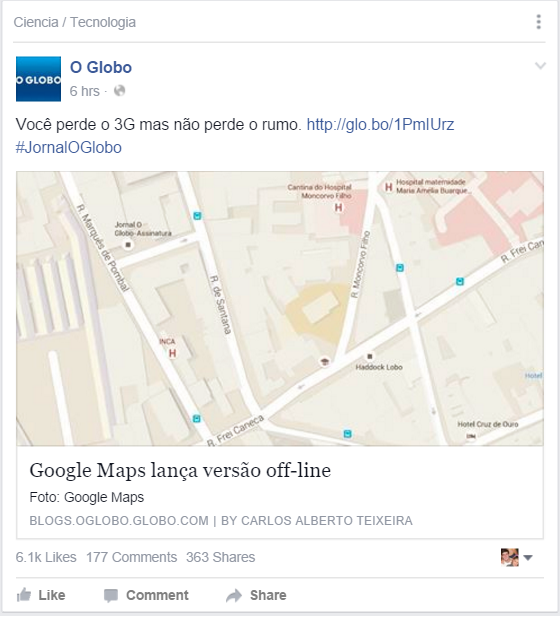 Ciencia / Tecnologia
O GLOBO
O Globo
6 hrs ·
Você perde o 3G mas não perde o rumo. http://glo.bo/1PmIUrz
#JornalOGlobo
R. Marquês de Pombal
Jornal O
Globo-Assinatura
INCA
H
R. de Santana
Cantina do Hospital
Moncorvo Filho
H
H
Hospital maternidade
Maria Amélia Buarque...
R. Moncorvo Filho
R. Frei Can
Haddock Lobo
Hotel
Hotel Cruz de Ouro
R. Frei Caneca
Google Maps lança versão off-line
Foto: Google Maps
BLOGS.OGLOBO.GLOBO.COM | BY CARLOS ALBERTO TEIXEIRA
6.1k Likes 177 Comments 363 Shares
Like Comment Share